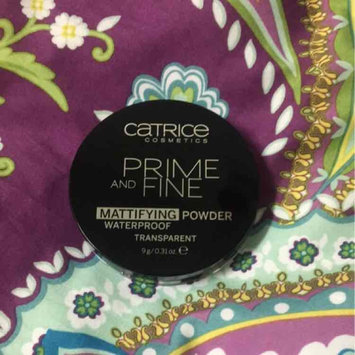 CATRICE
COSMETICS
PRIME
AND FINE
MATTIFYING POWDER
WATERPROOF
TRANSPARENT
9 g / 0.31 oz. ℮